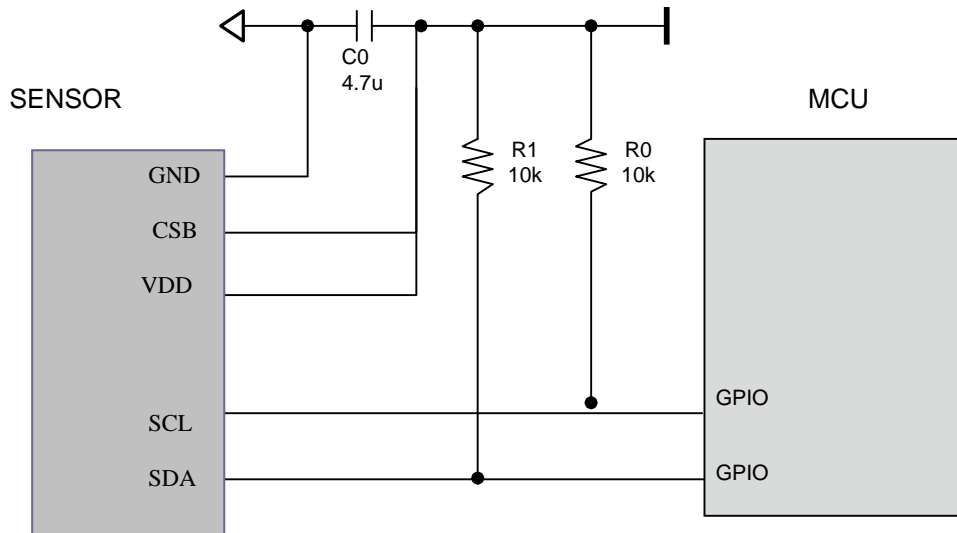 C0
4.7u
SENSOR
MCU
R1
10k
R0
10k
GND
CSB
VDD
SCL
SDA
GPIO
GPIO